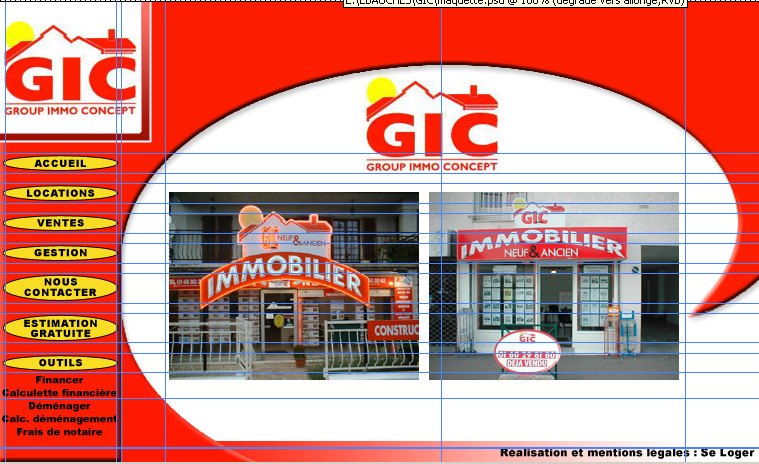 E:\EBAUCHES\GIC\maquette.psd @ 100% (dégradé vers allongé,RVB)
GIC
GROUP IMMO CONCEPT
GIC
GROUP IMMO CONCEPT
ACCUEIL
LOCATIONS
VENTES
GESTION
NOUS
CONTACTER
ESTIMATION
GRATUITE
OUTILS
Financer
Calculette financière
Déménager
Calc. déménagement
Frais de notaire
GIC NEUF & ANCIEN
IMMOBILIER
CONSTRUC
GIC
IMMOBILIER
NEUF & ANCIEN
GIC
DEJA VENDU
Réalisation et mentions légales : Se Loger